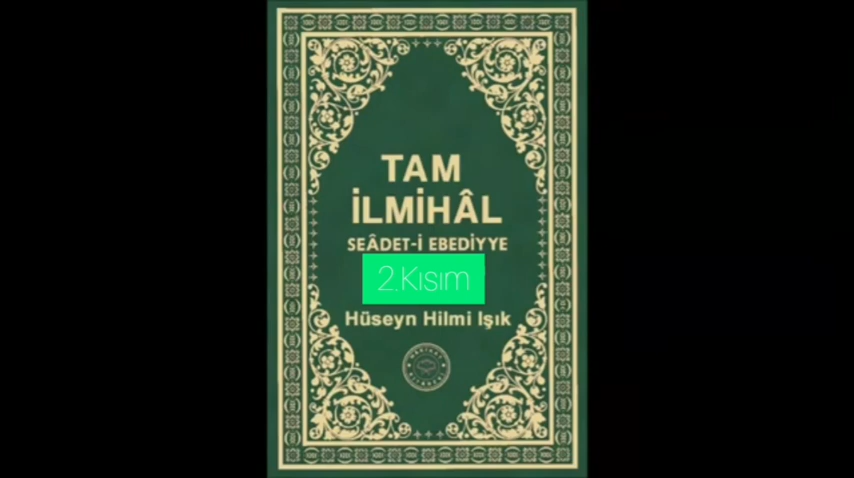 TAM
İLMİHÂL
SEÂDET-İ EBEDİYYE
2.Kısım
Hüseyn Hilmi Işık